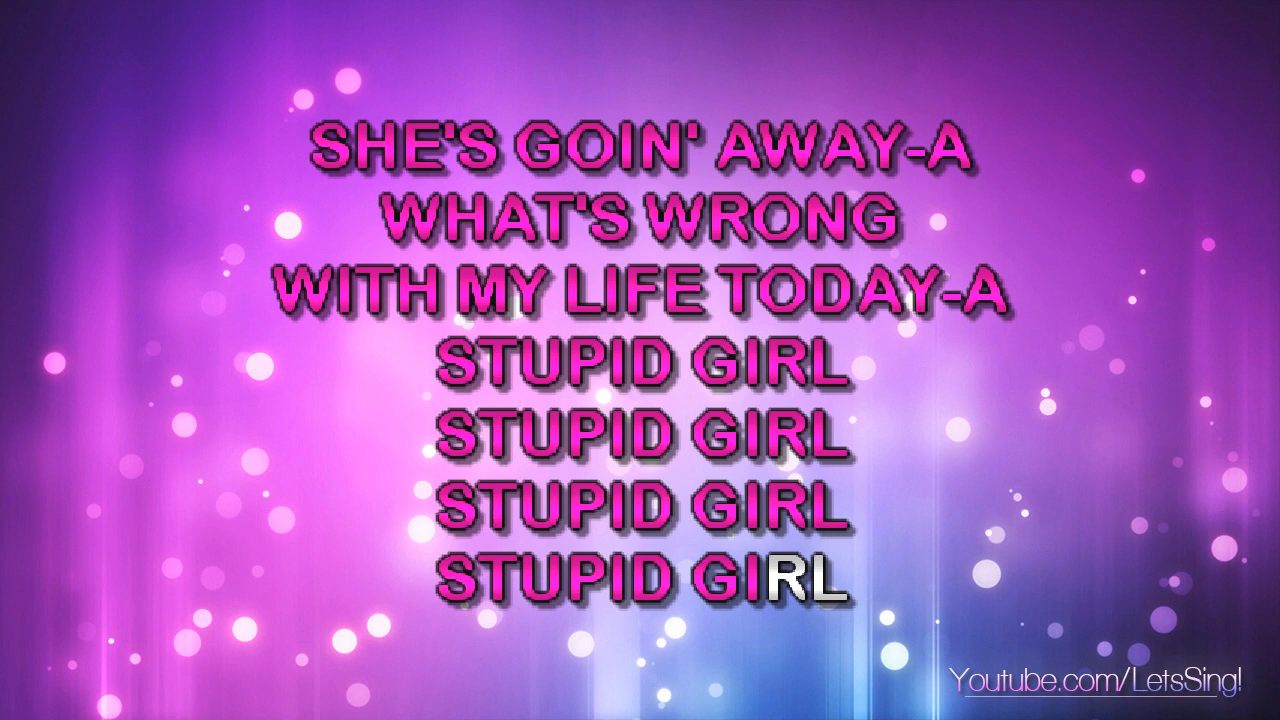 SHE'S GOIN' AWAY-A
WHAT'S WRONG
WITH MY LIFE TODAY-A
STUPID GIRL
STUPID GIRL
STUPID GIRL
STUPID GIRL
Youtube.com/LetsSing!